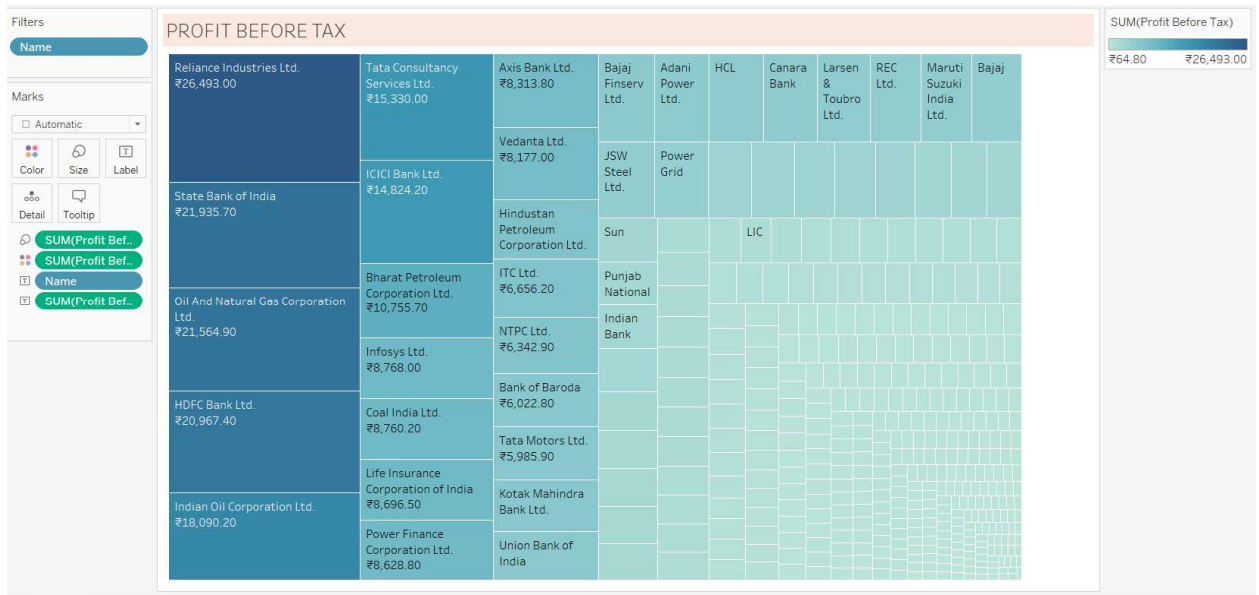 Filters
Name
Marks
Automatic
Color
Size
Label
Detail
Tooltip
SUM(Profit Bef..
SUM(Profit Bef..
Name
SUM(Profit Bef..
PROFIT BEFORE TAX
Reliance Industries Ltd.
₹26,493.00
State Bank of India
₹21,935.70
Oil And Natural Gas Corporation
Ltd.
₹21,564.90
HDFC Bank Ltd.
₹20,967.40
Indian Oil Corporation Ltd.
₹18,090.20
Tata Consultancy
Services Ltd.
₹15,330.00
ICICI Bank Ltd.
₹14,824.20
Bharat Petroleum
Corporation Ltd.
₹10,755.70
Infosys Ltd.
₹8,768.00
Coal India Ltd.
₹8,760.20
Life Insurance
Corporation of India
₹8,696.50
Power Finance
Corporation Ltd.
₹8,628.80
Axis Bank Ltd.
₹8,313.80
Vedanta Ltd.
₹8,177.00
Hindustan
Petroleum
Corporation Ltd.
ITC Ltd.
₹6,656.20
NTPC Ltd.
₹6,342.90
Bank of Baroda
₹6,022.80
Tata Motors Ltd.
₹5,985.90
Kotak Mahindra
Bank Ltd.
Union Bank of
India
Bajaj
Finserv
Ltd.
JSW
Steel
Ltd.
Sun
Punjab
National
Indian
Bank
Adani
Power
Ltd.
Power
Grid
HCL
LIC
Canara
Bank
Larsen
&
Toubro
Ltd.
REC
Ltd.
Maruti
Suzuki
India
Ltd.
Bajaj
SUM(Profit Before Tax)
₹64.80
₹26,493.00